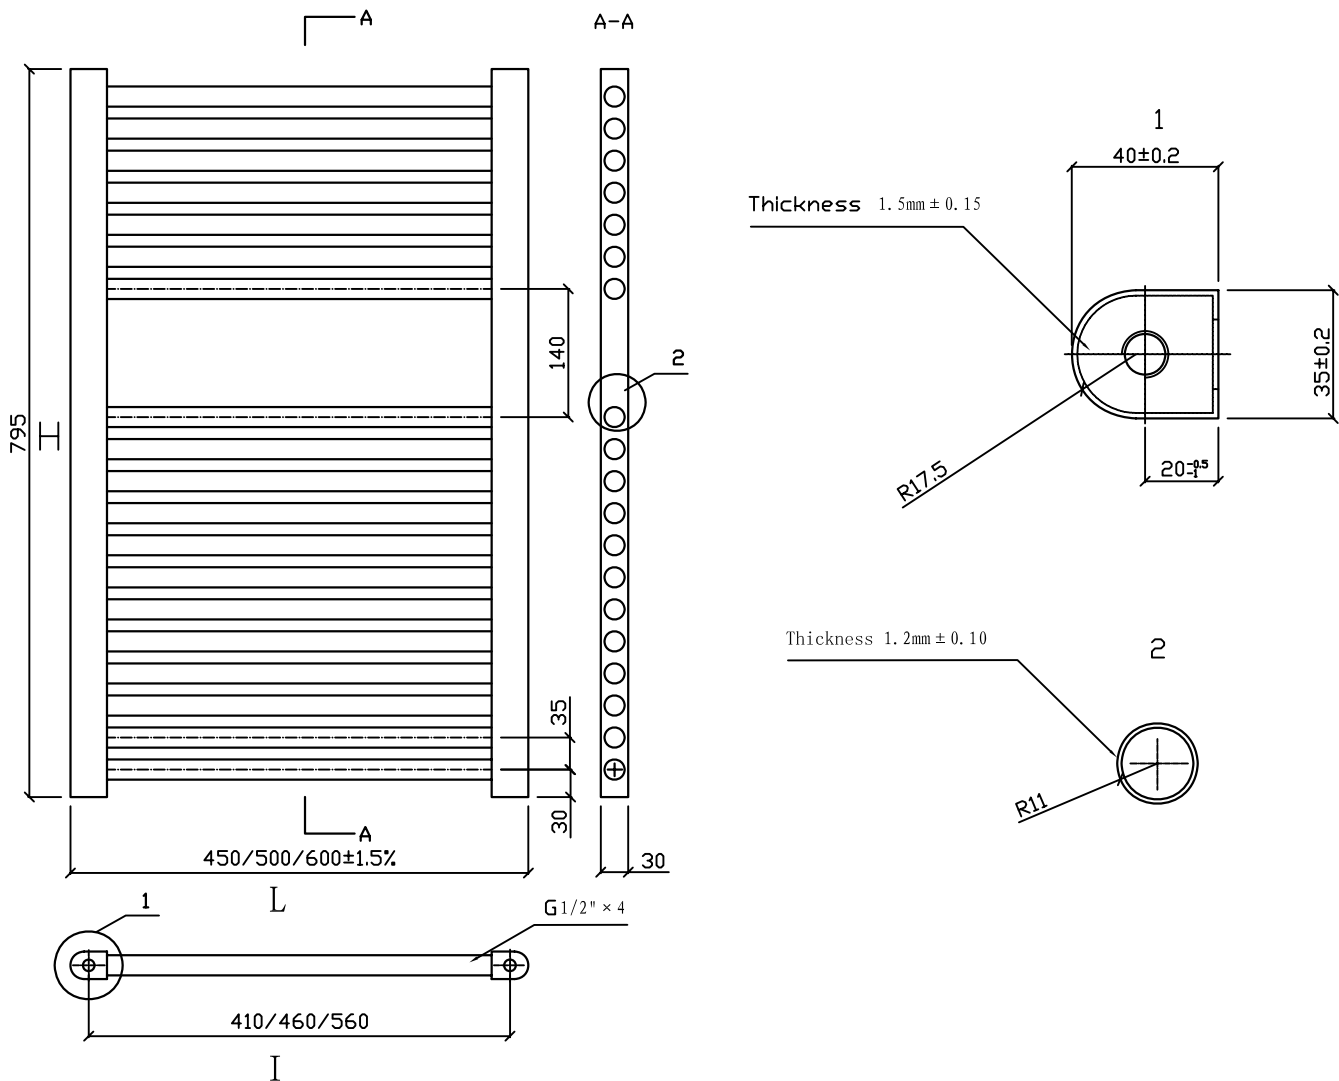 A
A-A
1
40±0.2
Thickness 1.5mm±0.15
140
2
35±0.2
795
H
R17.5
20-0.5
-1
35
Thickness 1.2mm±0.10
2
R11
30
A
450/500/600±1.5%
30
L
1
G1/2"×4
410/460/560
I